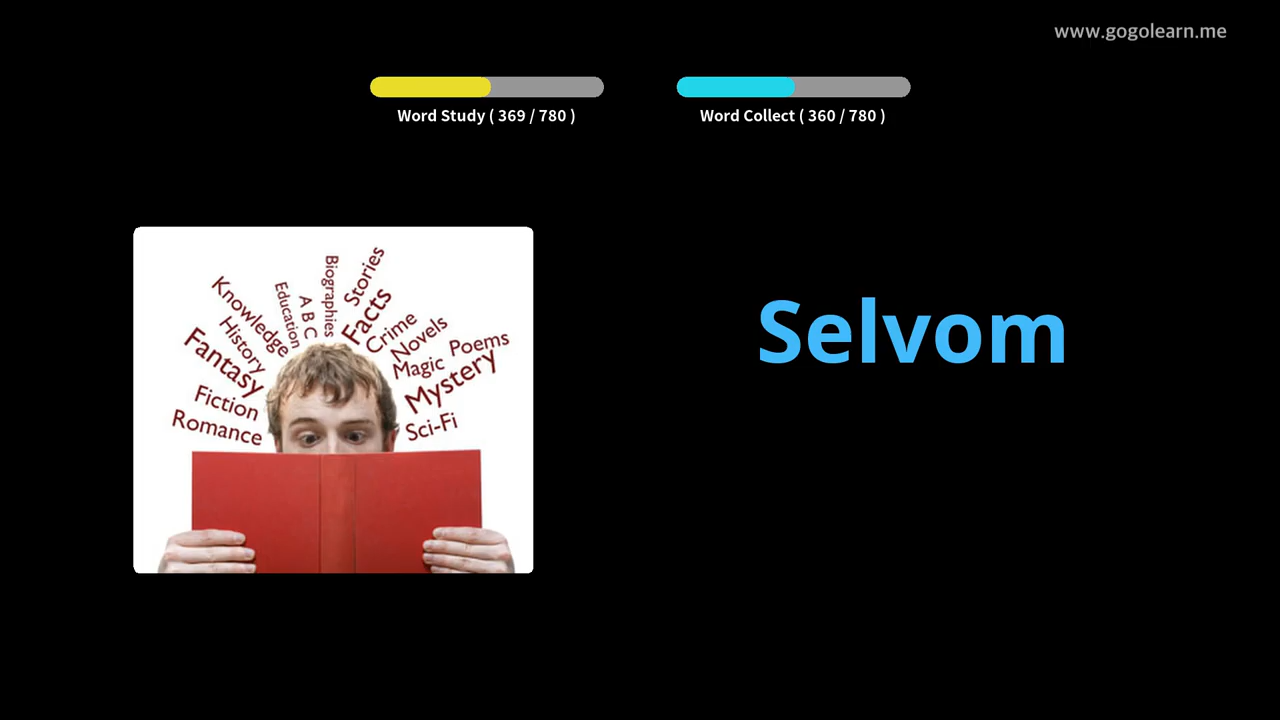 www.gogolearn.me
Word Study ( 369 / 780 )
Word Collect ( 360 / 780 )
Selvom
Knowledge
History
Fantasy
Fiction
Romance
Education
A B C
Biographies
Stories
Facts
Crime
Novels
Magic
Poems
Mystery
Sci-Fi